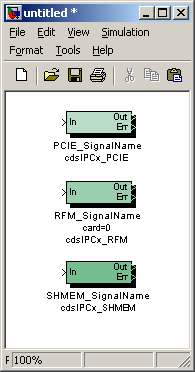 untitled *
File Edit View Simulation
Format Tools Help
In Out
Err
PCIE_SignalName
cdsIPCx_PCIE
In Out
Err
RFM_SignalName
card=0
cdsIPCx_RFM
In Out
Err
SHMEM_SignalName
cdsIPCx_SHMEM
F 100%